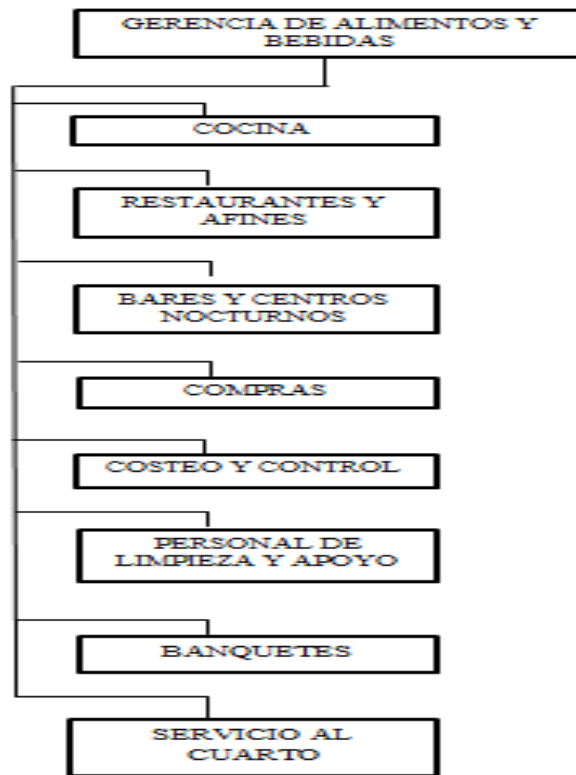 GERENCIA DE ALIMENTOS Y
BEBIDAS
COCINA
RESTAURANTES Y
AFINES
BARES Y CENTROS
NOCTURNOS
COMPRAS
COSTEO Y CONTROL
PERSONAL DE
LIMPIEZA Y APOYO
BANQUETES
SERVICIO AL
CUARTO